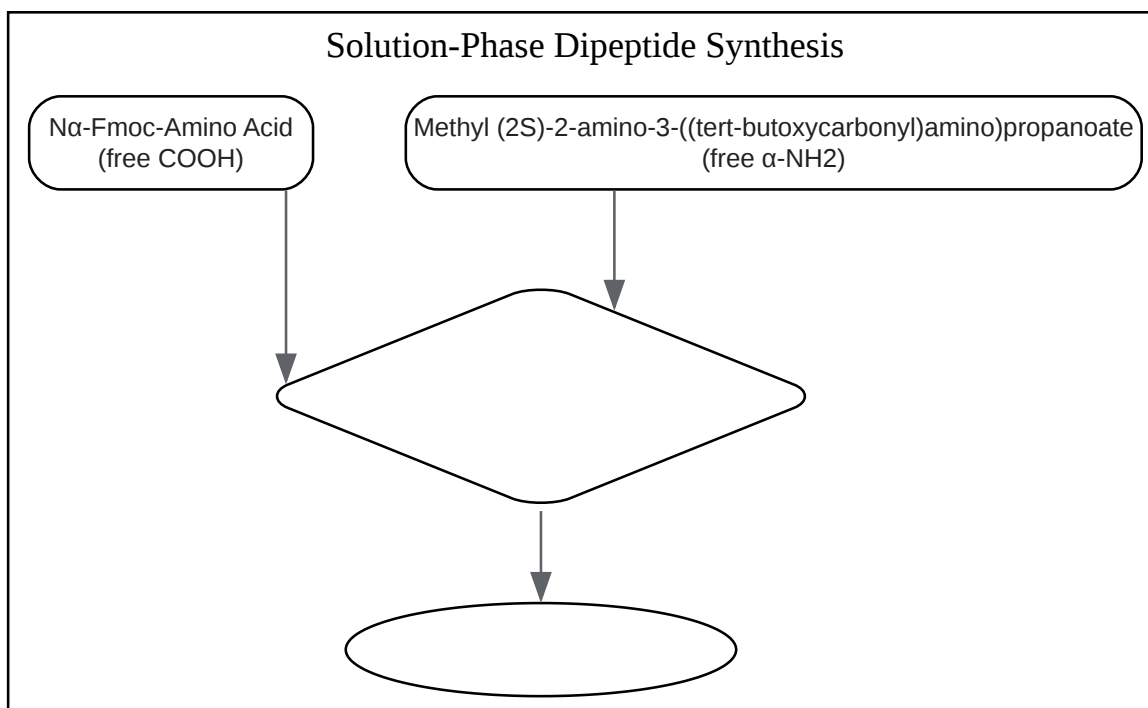 Solution-Phase Dipeptide Synthesis
Nα-Fmoc-Amino Acid
(free COOH)
Methyl (2S)-2-amino-3-((tert-butoxycarbonyl)amino)propanoate
(free α-NH2)